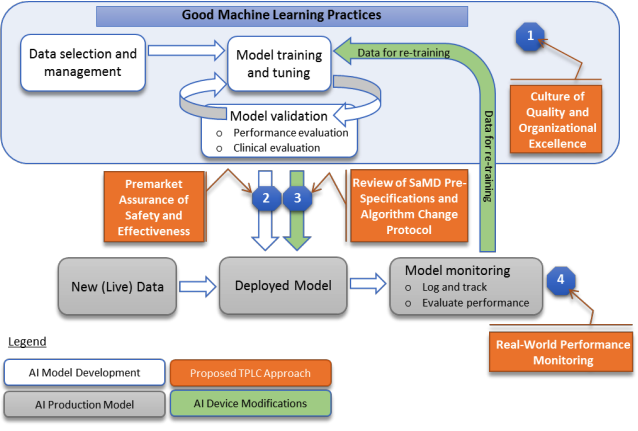 Good Machine Learning Practices
Data selection and
management
Model training
and tuning
Data for re-training
1
Culture of
Quality and
Organizational
Excellence
Model validation
o Performance evaluation
o Clinical evaluation
Data for re-training
Premarket
Assurance of
Safety and
Effectiveness
2
3
Review of SaMD Pre-
Specifications and
Algorithm Change
Protocol
New (Live) Data
Deployed Model
Model monitoring
o Log and track
o Evaluate performance
4
Real-World Performance
Monitoring
Legend
AI Model Development
Proposed TPLC Approach
AI Production Model
AI Device Modifications